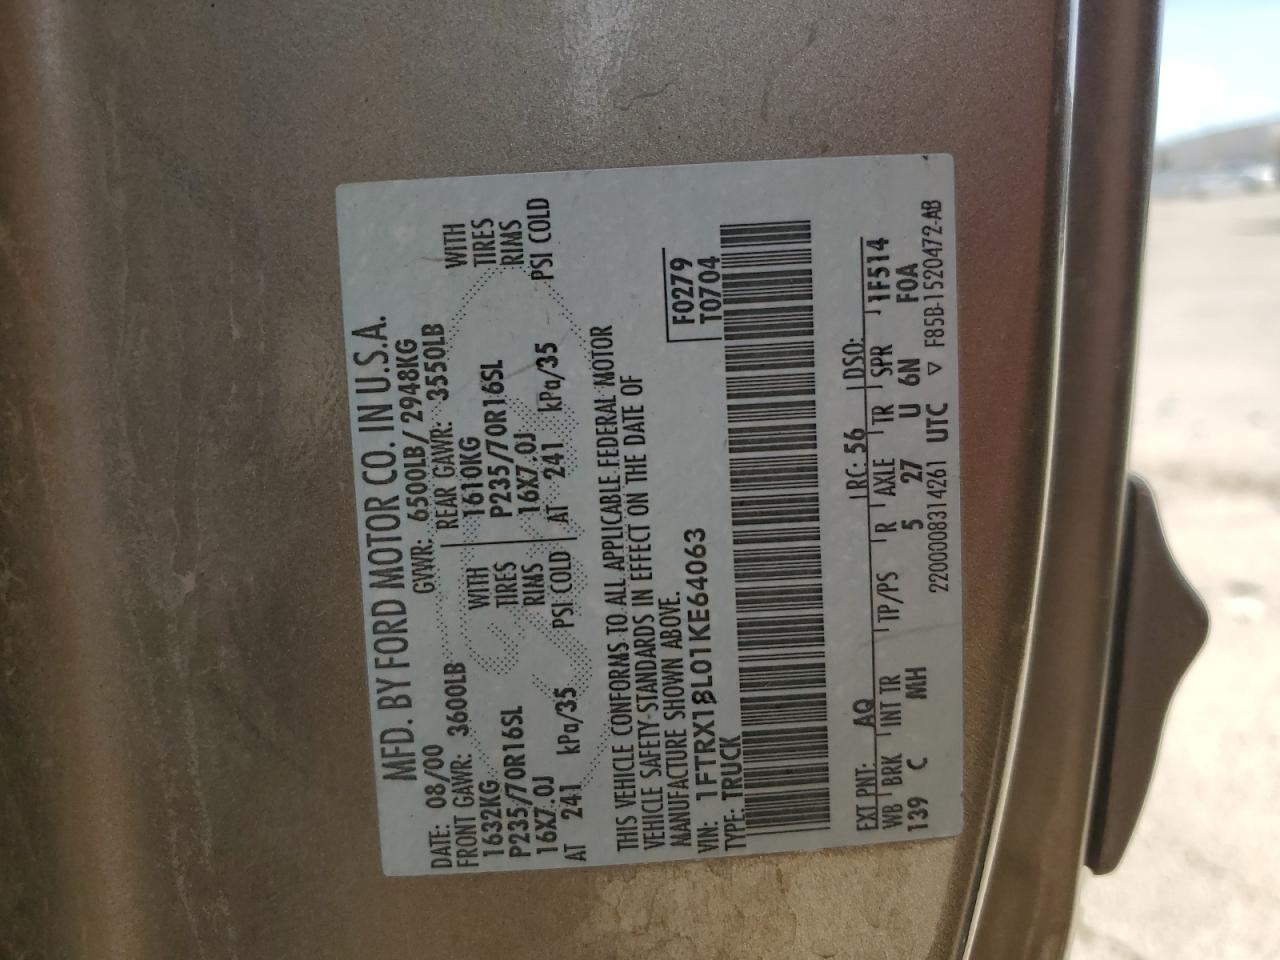 MFD. BY FORD MOTOR CO. IN U.S.A.
DATE: 08/00 GVWR: 6500LB/ 2948KG
FRONT GAWR: 3600LB REAR GAWR: 3550LB
1632KG WITH 1610KG WITH
P235/70R16SL TIRES P235/70R16SL TIRES
16X7.0J RIMS 16X7.0J RIMS
AT 241 kPa/35 PSI COLD AT 241 kPa/35 PSI COLD
THIS VEHICLE CONFORMS TO ALL APPLICABLE FEDERAL MOTOR
VEHICLE SAFETY STANDARDS IN EFFECT ON THE DATE OF
MANUFACTURE SHOWN ABOVE.
VIN: 1FTRX18L01KE64063 F0279
TYPE: TRUCK T0704
EXT PNT: AQ RC: 56 DSO:
WB BRK INT TR TP/PS R AXLE TR SPR 1F514
139 C MH 5 27 U 6N F0A
2200008314261 UTC ▽ F85B-1520472-AB